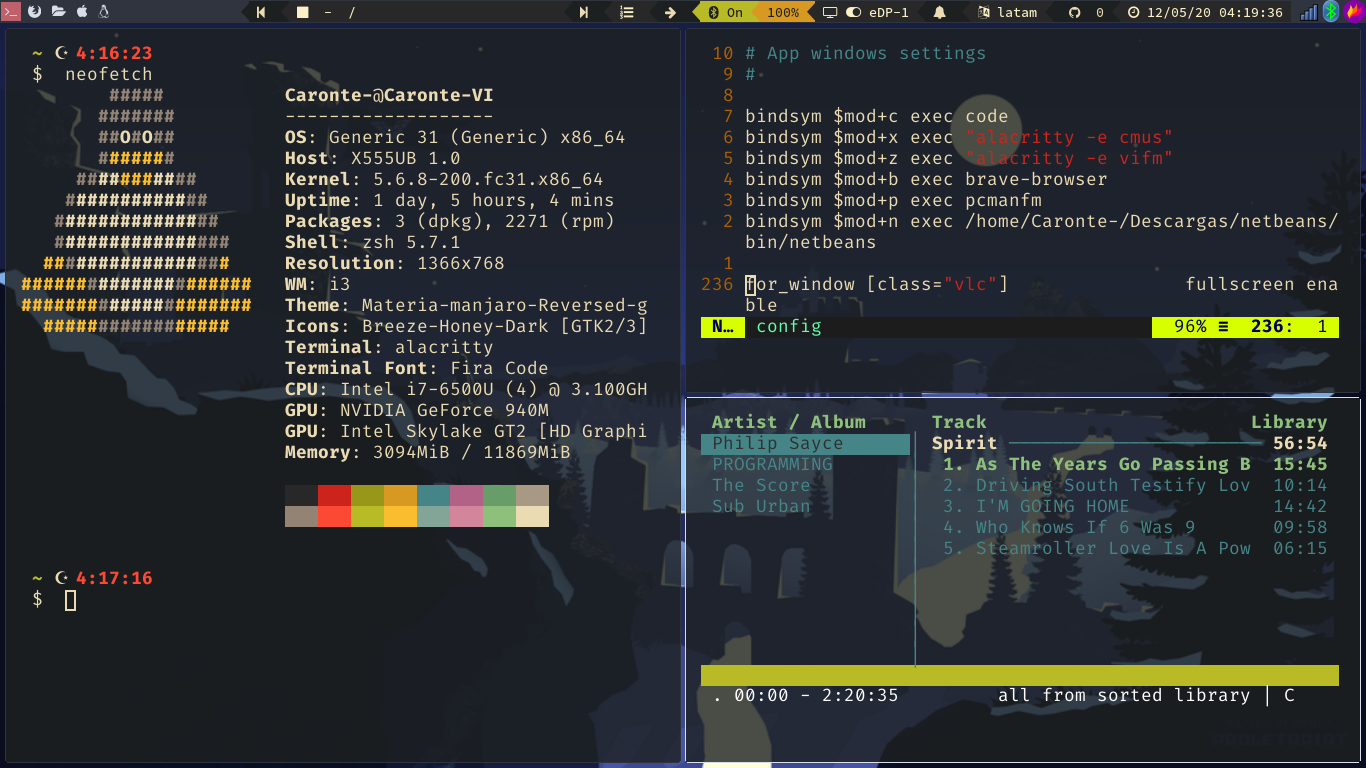 - /
On 100% eDP-1 latam 0 12/05/20 04:19:36
~ 4:16:23
$ neofetch
#####
#######
##O#O##
#######
###########
#############
###############
################
#################
#####################
#####################
#################
Caronte-@Caronte-VI
-------------------
OS: Generic 31 (Generic) x86_64
Host: X555UB 1.0
Kernel: 5.6.8-200.fc31.x86_64
Uptime: 1 day, 5 hours, 4 mins
Packages: 3 (dpkg), 2271 (rpm)
Shell: zsh 5.7.1
Resolution: 1366x768
WM: i3
Theme: Materia-manjaro-Reversed-g
Icons: Breeze-Honey-Dark [GTK2/3]
Terminal: alacritty
Terminal Font: Fira Code
CPU: Intel i7-6500U (4) @ 3.100GH
GPU: NVIDIA GeForce 940M
GPU: Intel Skylake GT2 [HD Graphi
Memory: 3094MiB / 11869MiB
~ 4:17:16
$
10 # App windows settings
9 #
8
7 bindsym $mod+c exec code
6 bindsym $mod+x exec "alacritty -e cmus"
5 bindsym $mod+z exec "alacritty -e vifm"
4 bindsym $mod+b exec brave-browser
3 bindsym $mod+p exec pcmanfm
2 bindsym $mod+n exec /home/Caronte-/Descargas/netbeans/
bin/netbeans
1
236 for_window [class="vlc"] fullscreen ena
ble
N… config 96% ≡ 236: 1
Artist / Album Track Library
Philip Sayce Spirit 56:54
PROGRAMMING 1. As The Years Go Passing B 15:45
The Score 2. Driving South Testify Lov 10:14
Sub Urban 3. I'M GOING HOME 14:42
4. Who Knows If 6 Was 9 09:58
5. Steamroller Love Is A Pow 06:15
. 00:00 - 2:20:35 all from sorted library | C